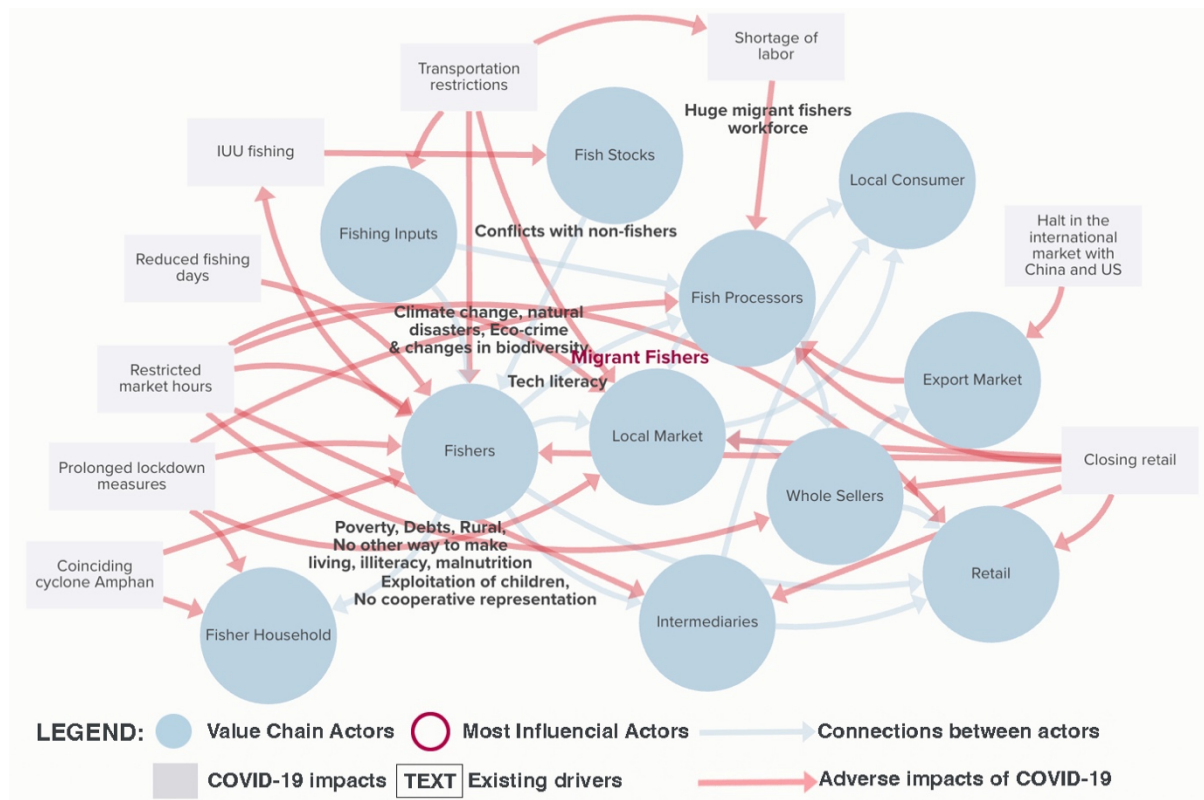 Shortage of
labor
Transportation
restrictions
Huge migrant fishers
workforce
IUU fishing
Fish Stocks
Local Consumer
Fishing Inputs
Conflicts with non-fishers
Halt in the
international
market with
China and US
Reduced fishing
days
Fish Processors
Climate change, natural
disasters, Eco-crime
& changes in biodiversity
Migrant Fishers
Restricted
market hours
Tech literacy
Export Market
Fishers
Local Market
Closing retail
Prolonged lockdown
measures
Whole Sellers
Poverty, Debts, Rural,
No other way to make
living, illiteracy, malnutrition
Exploitation of children,
No cooperative representation
Coinciding
cyclone Amphan
Retail
Fisher Household
Intermediaries
LEGEND:
Value Chain Actors
Most Influencial Actors
Connections between actors
COVID-19 impacts
TEXT
Existing drivers
Adverse impacts of COVID-19